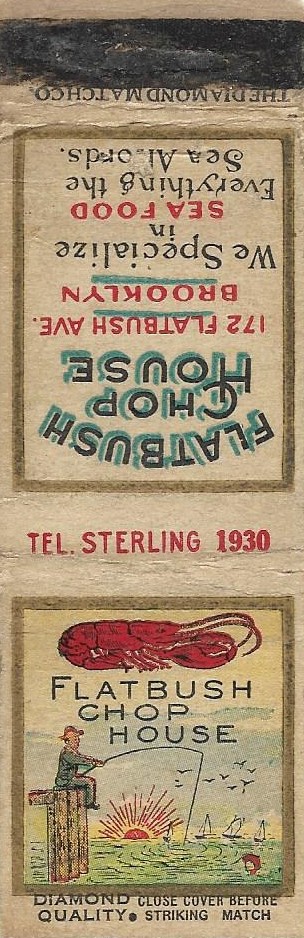 THE DIAMOND MATCH CO.
FLATBUSH
CHOP
HOUSE
172 FLATBUSH AVE.
BROOKLYN
We Specialize
in
SEA FOOD
Everything the
Sea Affords.
TEL. STERLING 1930
FLATBUSH
CHOP
HOUSE
DIAMOND QUALITY. CLOSE COVER BEFORE
STRIKING MATCH